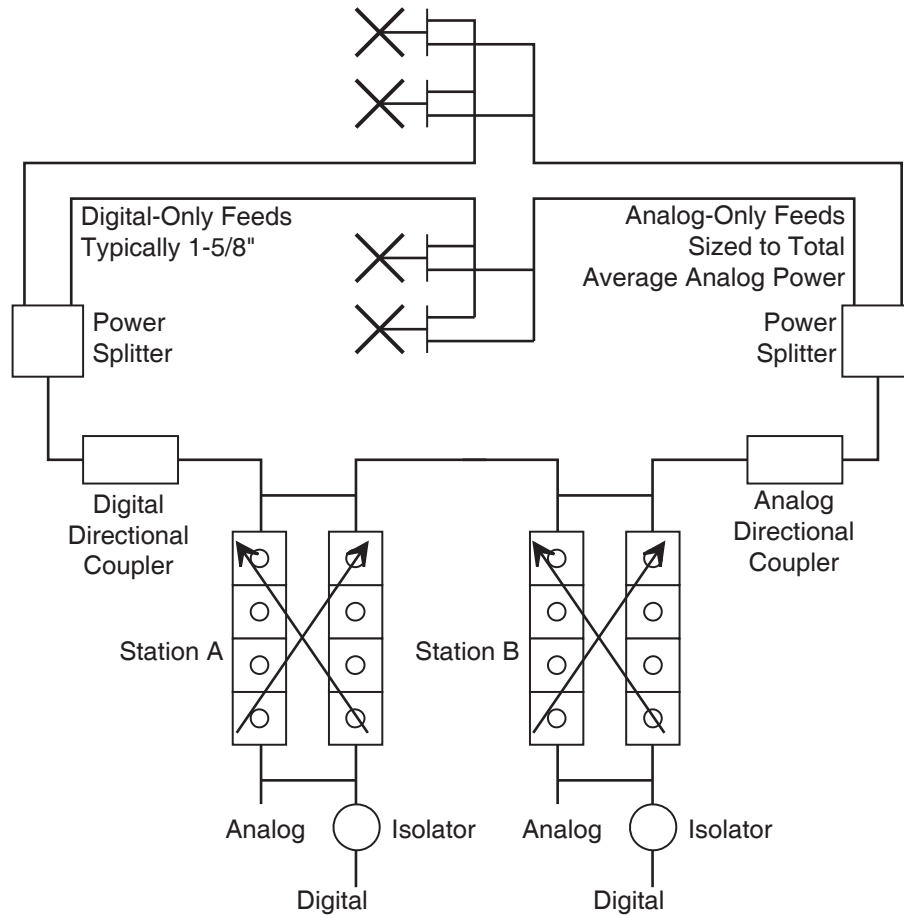 Digital-Only Feeds
Typically 1-5/8"
Analog-Only Feeds
Sized to Total
Average Analog Power
Power
Splitter
Power
Splitter
Digital
Directional
Coupler
Analog
Directional
Coupler
Station A
Station B
Analog
Isolator
Analog
Isolator
Digital
Digital